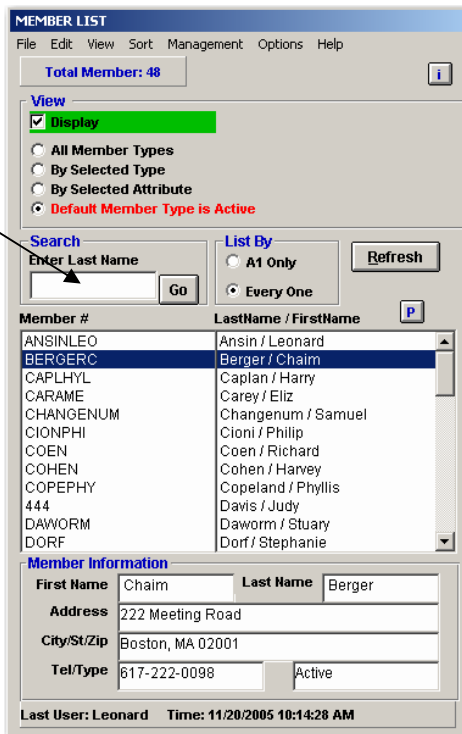 MEMBER LIST
File Edit View Sort Management Options Help
Total Member: 48 i
View
Display
All Member Types
By Selected Type
By Selected Attribute
Default Member Type is Active
Search List By
Enter Last Name A1 Only Refresh
Go Every One
Member # LastName / FirstName P
ANSINLEO Ansin / Leonard
BERGERC Berger / Chaim
CAPLHYL Caplan / Harry
CARAME Carey / Eliz
CHANGENUM Changenum / Samuel
CIONPHI Cioni / Philip
COEN Coen / Richard
COHEN Cohen / Harvey
COPEPHY Copeland / Phyllis
444 Davis / Judy
DAWORM Daworm / Stuary
DORF Dorf / Stephanie
Member Information
First Name Chaim Last Name Berger
Address 222 Meeting Road
City/St/Zip Boston, MA 02001
Tel/Type 617-222-0098 Active
Last User: Leonard Time: 11/20/2005 10:14:28 AM